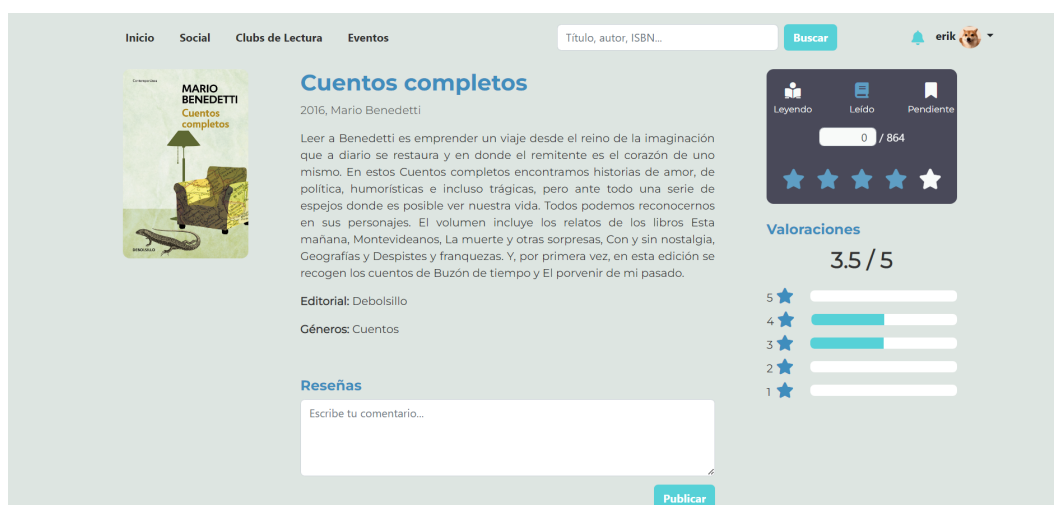 Inicio Social Clubs de Lectura Eventos Título, autor, ISBN... Buscar erik
MARIO
BENEDETTI
Cuentos
completos
DEBOLSILLO
Cuentos completos
2016, Mario Benedetti
Leer a Benedetti es emprender un viaje desde el reino de la imaginación
que a diario se restaura y en donde el remitente es el corazón de uno
mismo. En estos Cuentos completos encontramos historias de amor, de
política, humorísticas e incluso trágicas, pero ante todo una serie de
espejos donde es posible ver nuestra vida. Todos podemos reconocernos
en sus personajes. El volumen incluye los relatos de los libros Esta
mañana, Montevideanos, La muerte y otras sorpresas, Con y sin nostalgia,
Geografías y Despistes y franquezas. Y, por primera vez, en esta edición se
recogen los cuentos de Buzón de tiempo y El porvenir de mi pasado.
Editorial: Debolsillo
Géneros: Cuentos
Reseñas
Escribe tu comentario...
Publicar
Leyendo Leído Pendiente
0 / 864
Valoraciones
3.5 / 5
5
4
3
2
1